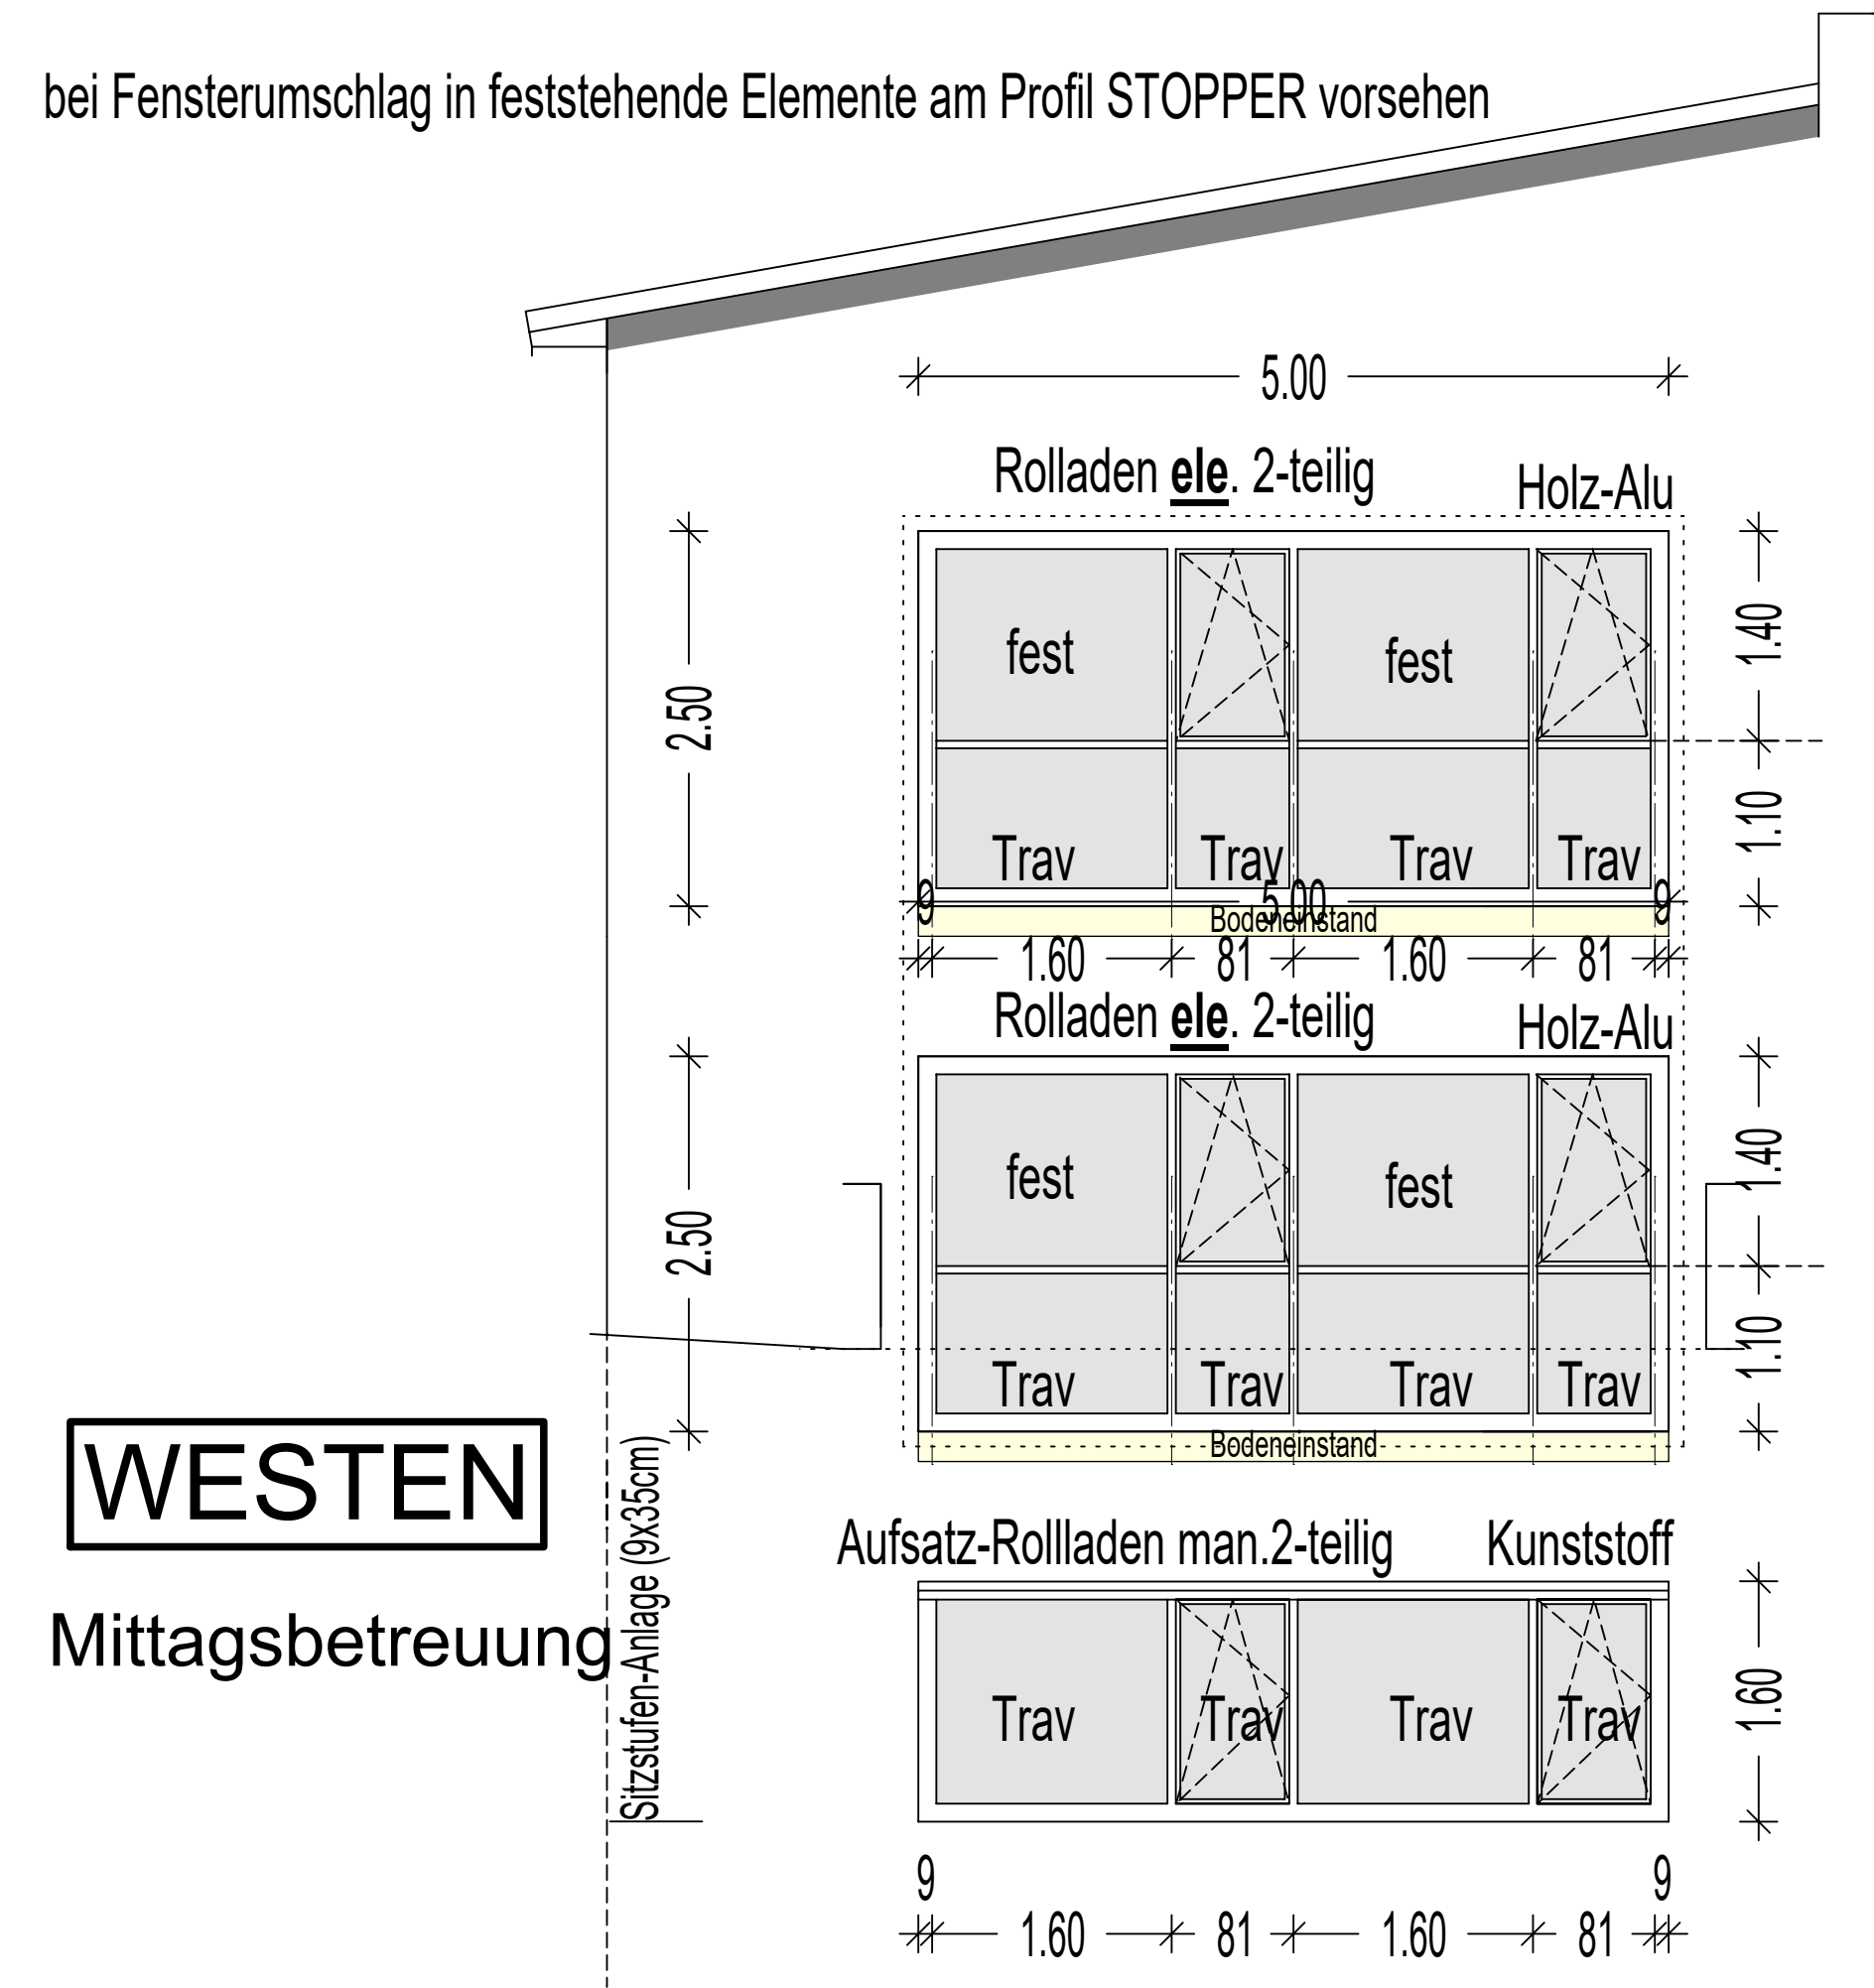 bei Fensterumschlag in feststehende Elemente am Profil STOPPER vorsehen
5.00
Rolladen ele. 2-teilig
Holz-Alu
fest
fest
2.50
1.40
1.10
Trav
Trav
Trav
Trav
9
5.00
9
Bodeneinstand
1.60
81
1.60
81
Rolladen ele. 2-teilig
Holz-Alu
fest
fest
2.50
1.40
1.10
Trav
Trav
Trav
Trav
Bodeneinstand
WESTEN
Mittagsbetreuung
Sitzstufen-Anlage (9x35cm)
Aufsatz-Rollladen man.2-teilig
Kunststoff
Trav
Trav
Trav
Trav
1.60
9
9
1.60
81
1.60
81